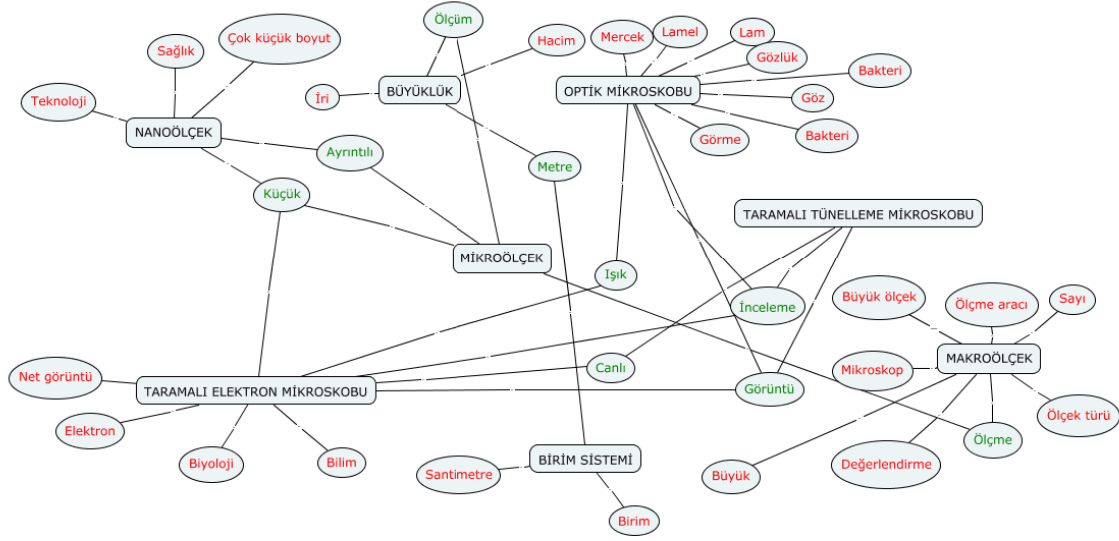 Ölçüm
Çok küçük boyut
Sağlık
Hacim
Mercek
Lamel
Lam
Gözlük
Bakteri
Teknoloji
İri
BÜYÜKLÜK
OPTİK MİKROSKOBU
Göz
NANOÖLÇEK
Görme
Bakteri
Ayrıntılı
Metre
Küçük
TARAMALI TÜNELLEME MİKROSKOBU
MİKROÖLÇEK
Işık
İnceleme
Büyük ölçek
Ölçme aracı
Sayı
MAKROÖLÇEK
Net görüntü
TARAMALI ELEKTRON MİKROSKOBU
Canlı
Görüntü
Mikroskop
Ölçek türü
Elektron
Ölçme
Biyoloji
Bilim
BİRİM SİSTEMİ
Santimetre
Büyük
Değerlendirme
Birim